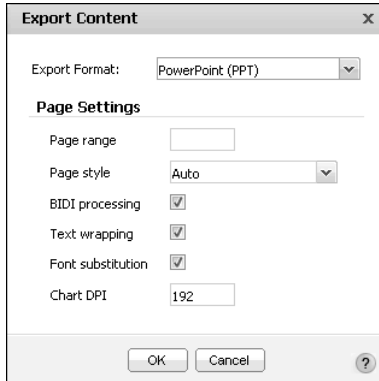 Export Content x
Export Format: PowerPoint (PPT)
Page Settings
Page range
Page style Auto
BIDI processing
Text wrapping
Font substitution
Chart DPI 192
OK Cancel ?